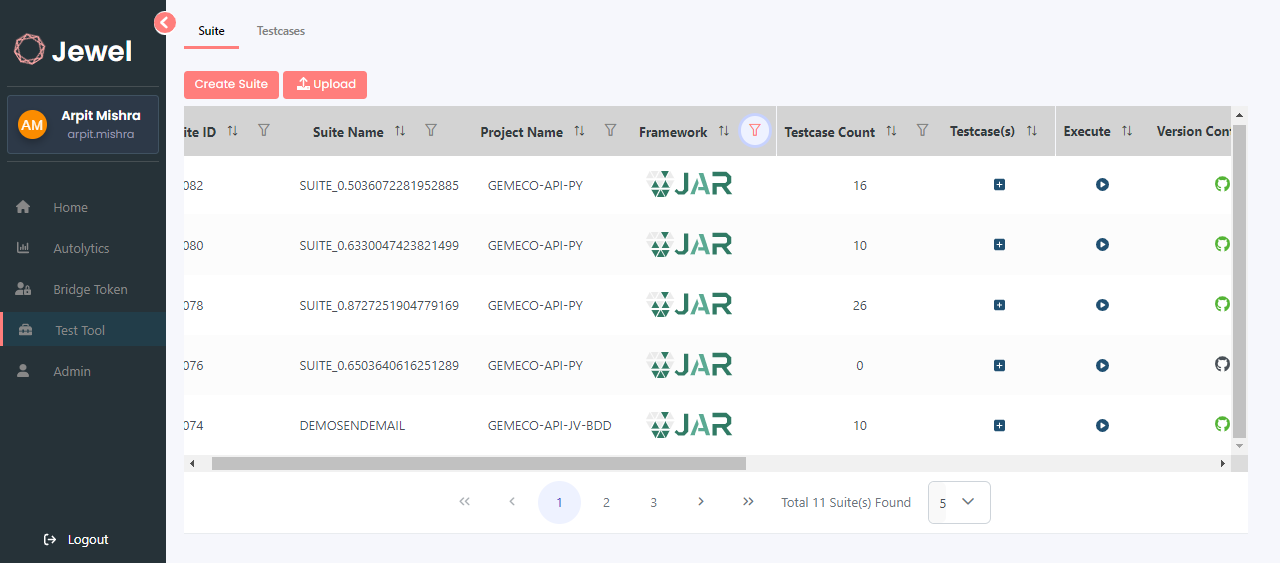 Jewel
AM
Arpit Mishra
arpit.mishra
Home
Autolytics
Bridge Token
Test Tool
Admin
Logout
Suite Testcases
Create Suite Upload
ite ID Suite Name Project Name Framework Testcase Count Testcase(s) Execute Version Con
082 SUITE_0.5036072281952885 GEMECO-API-PY JAR 16
080 SUITE_0.6330047423821499 GEMECO-API-PY JAR 10
078 SUITE_0.8727251904779169 GEMECO-API-PY JAR 26
076 SUITE_0.6503640616251289 GEMECO-API-PY JAR 0
074 DEMOSENDEMAIL GEMECO-API-JV-BDD JAR 10
1 2 3 Total 11 Suite(s) Found 5